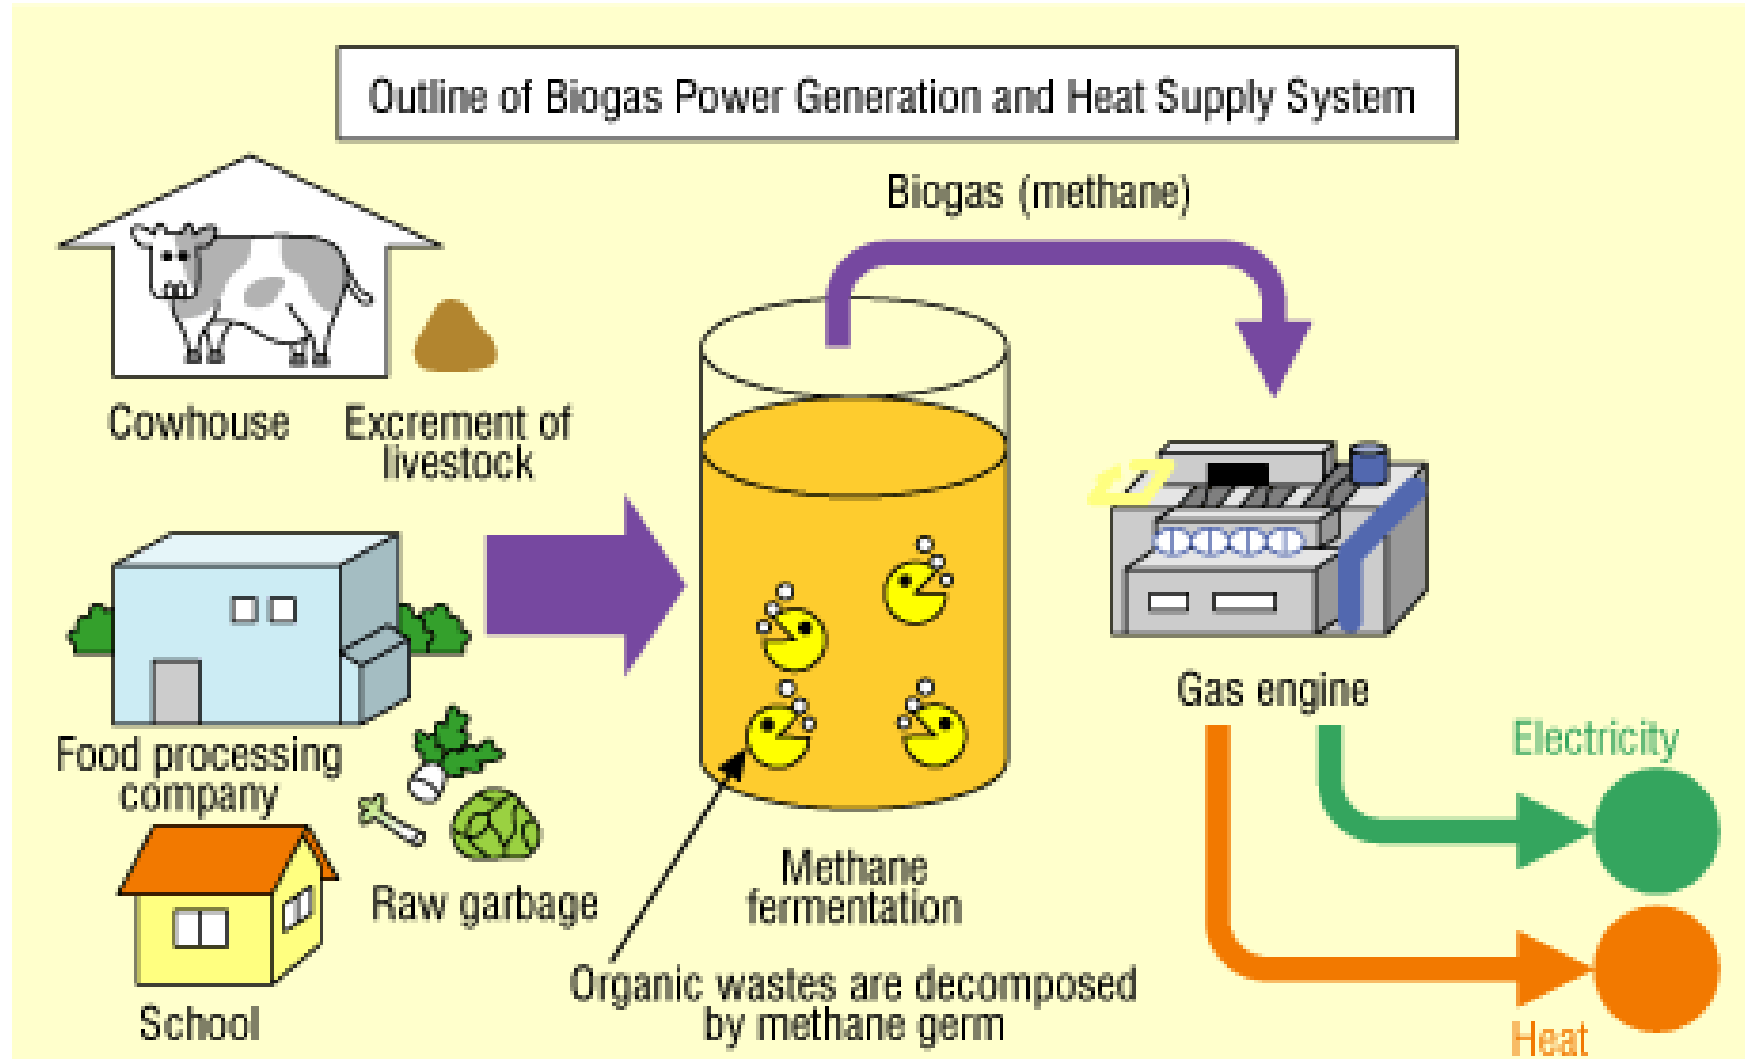 Outline of Biogas Power Generation and Heat Supply System
Biogas (methane)
Cowhouse
Excrement of
livestock
Food processing
company
Raw garbage
School
Methane
fermentation
Organic wastes are decomposed
by methane germ
Gas engine
Electricity
Heat